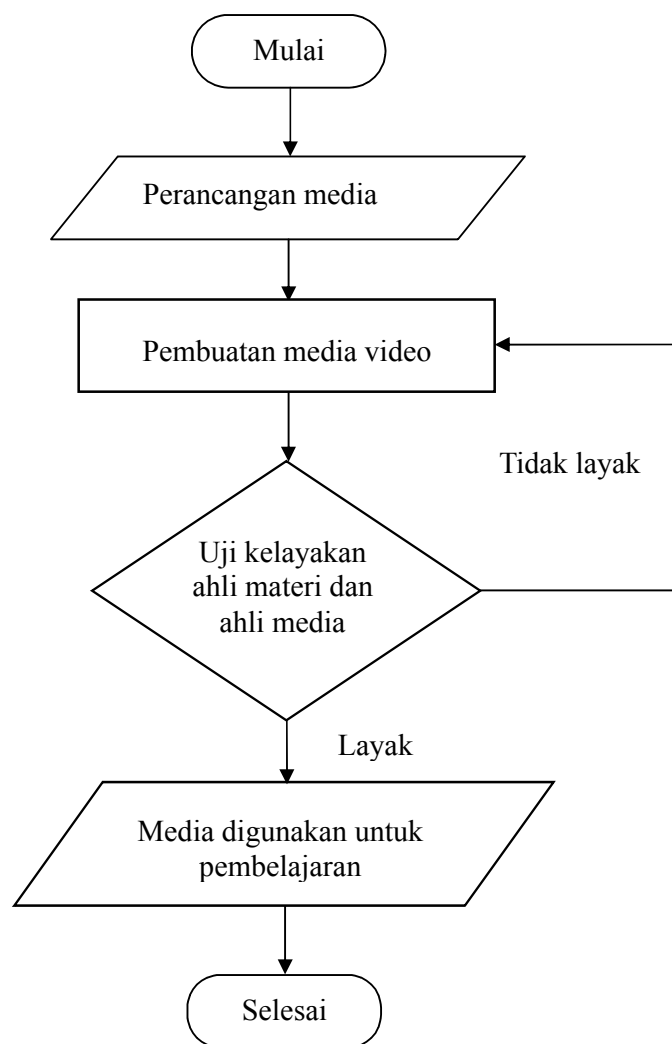 Mulai
Perancangan media
Pembuatan media video
Tidak layak
Uji kelayakan
ahli materi dan
ahli media
Layak
Media digunakan untuk
pembelajaran
Selesai